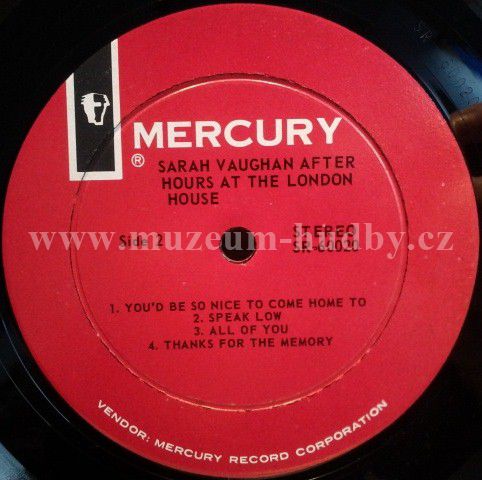 MERCURY
®
SARAH VAUGHAN AFTER
HOURS AT THE LONDON
HOUSE
STEREO
Side 2
SR-60020
www.muzeum-hudby.cz
1. YOU'D BE SO NICE TO COME HOME TO
2. SPEAK LOW
3. ALL OF YOU
4. THANKS FOR THE MEMORY
VENDOR: MERCURY RECORD CORPORATION